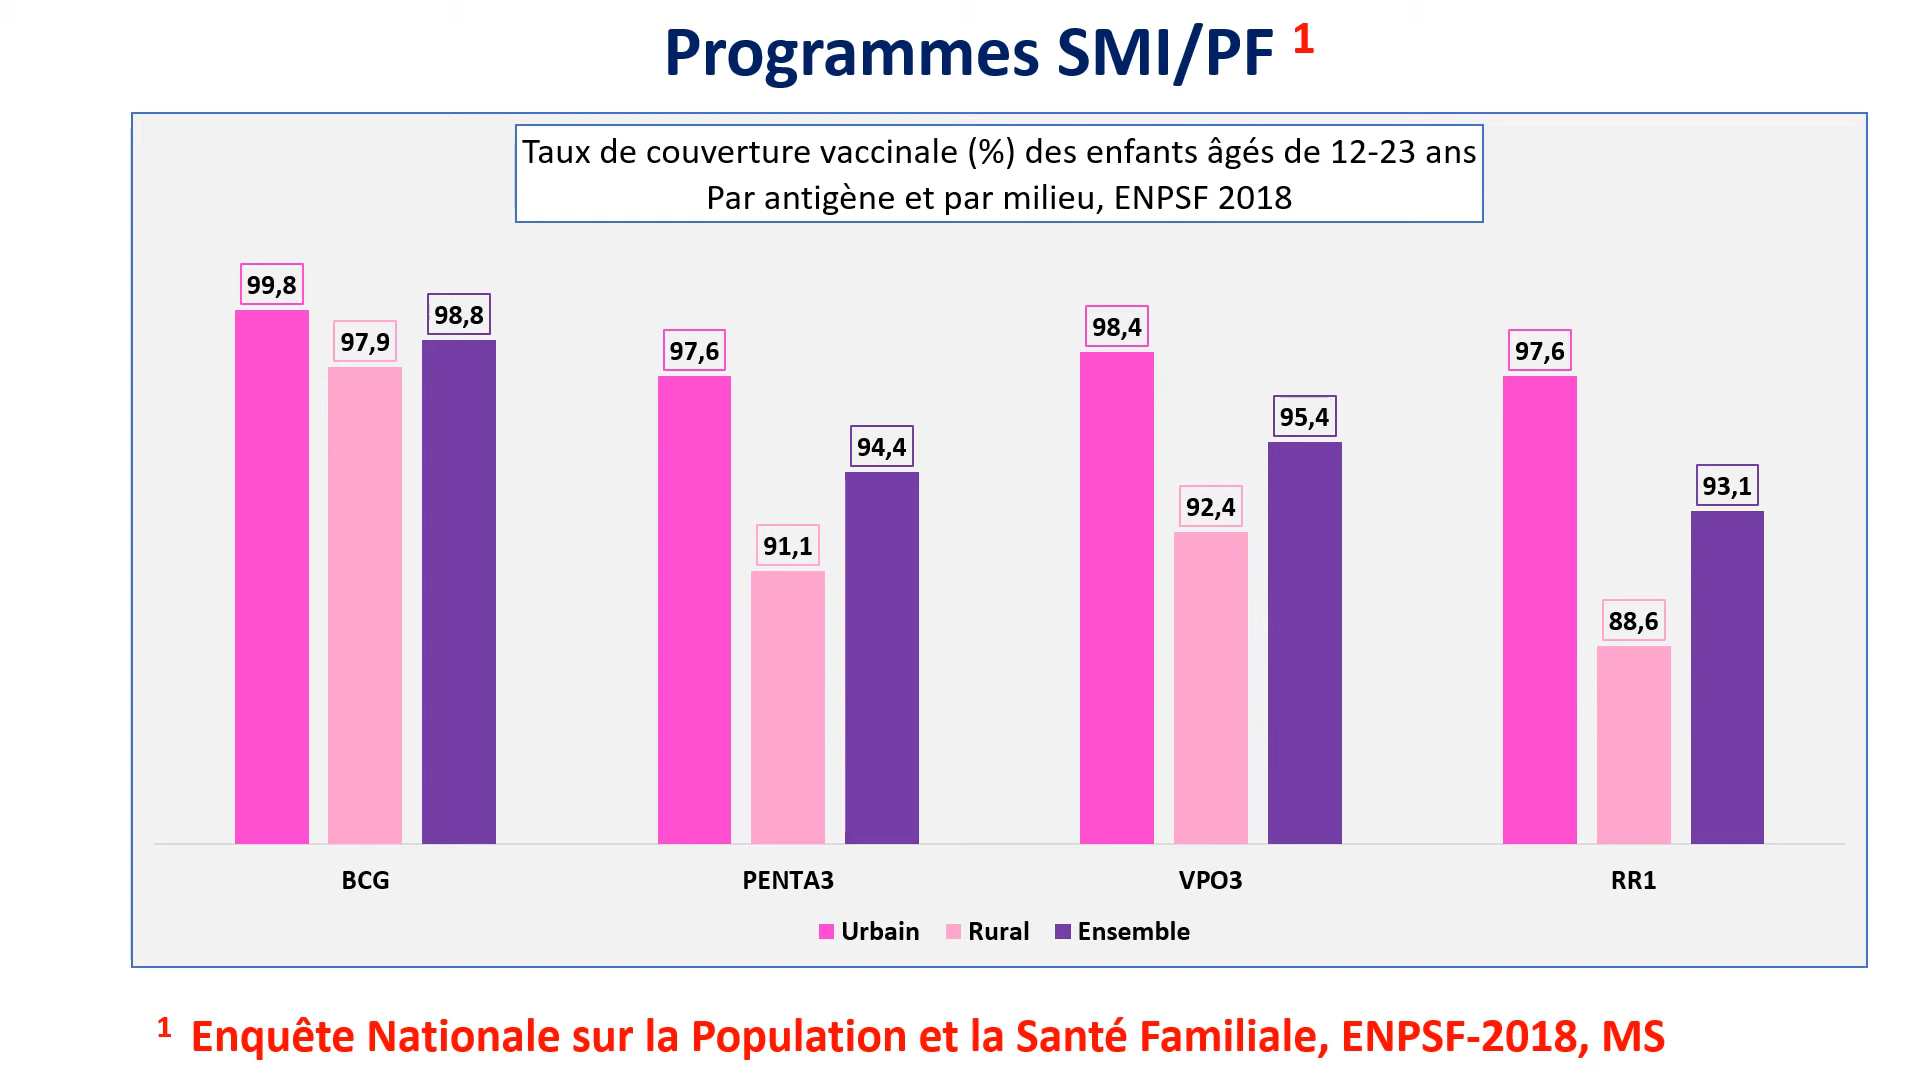 Programmes SMI/PF ¹
Taux de couverture vaccinale (%) des enfants âgés de 12-23 ans
Par antigène et par milieu, ENPSF 2018
99,8
97,9
98,8
97,6
91,1
94,4
98,4
92,4
95,4
97,6
88,6
93,1
BCG
PENTA3
VPO3
RR1
Urbain Rural Ensemble
¹ Enquête Nationale sur la Population et la Santé Familiale, ENPSF-2018, MS